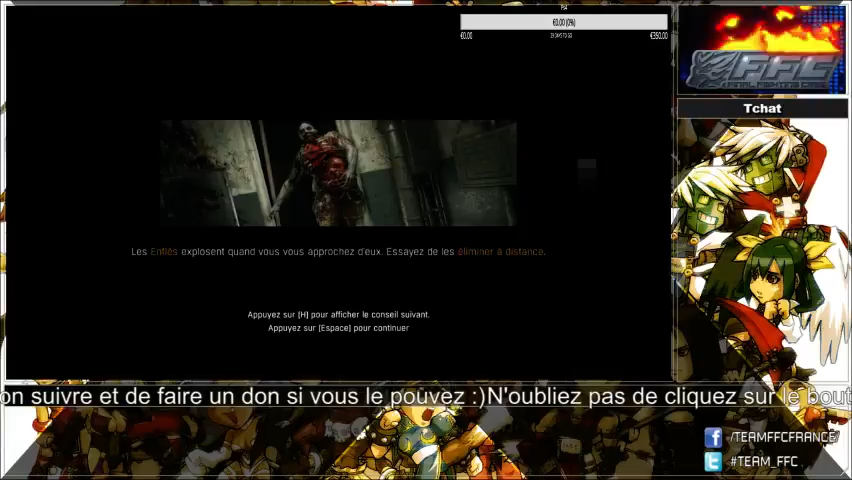 PS4
€0.00 (0%)
€0.00
€350.00
FFC
Tchat
Les Enflés explosent quand vous vous approchez d'eux. Essayez de les éliminer à distance.
Appuyez sur [H] pour afficher le conseil suivant.
Appuyez sur [Espace] pour continuer
on suivre et de faire un don si vous le pouvez :)N'oubliez pas de cliquez sur le bout
/TEAMFFCFRANCE/
#TEAM_FFC